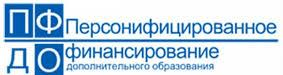 ПФ Персонифицированное
ДО финансирование
дополнительного образования